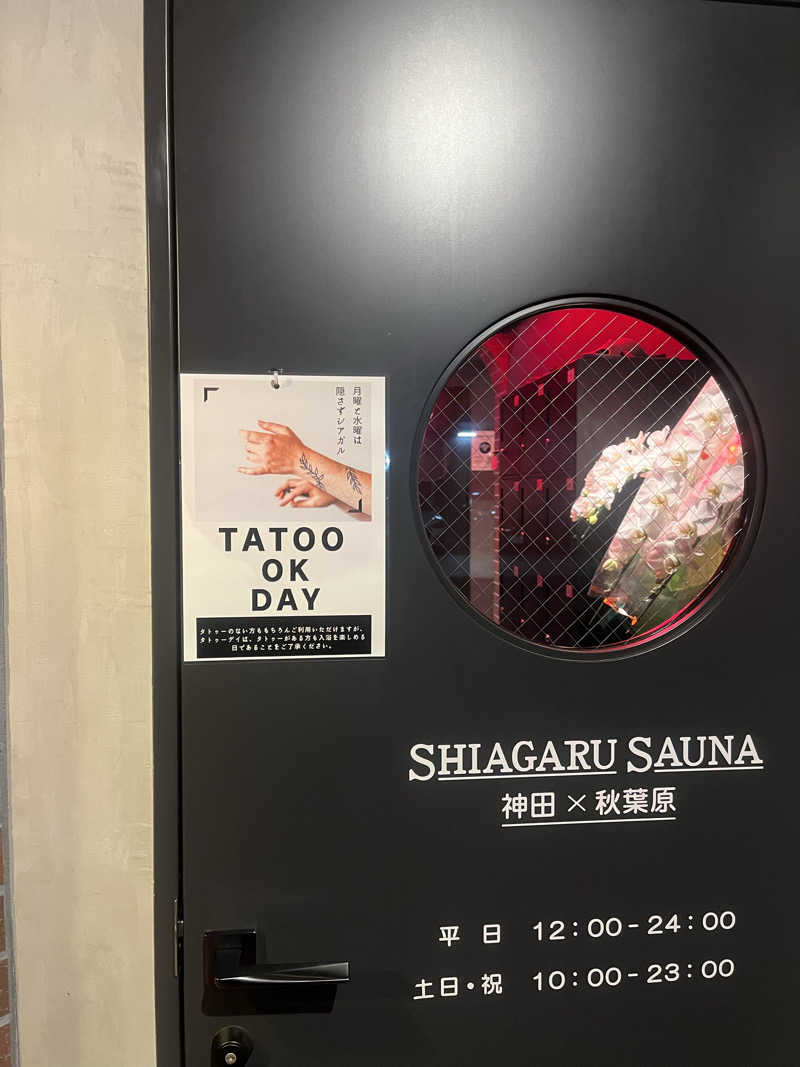 月曜と水曜は
隠さずシアガル
TATOO
OK
DAY
タトゥーのない方ももちろんご利用いただけますが、
タトゥーデイは、タトゥーがある方も入浴を楽しめる
日であることをご了承ください。
SHIAGARU SAUNA
神田×秋葉原
平日 12:00-24:00
土日・祝 10:00-23:00